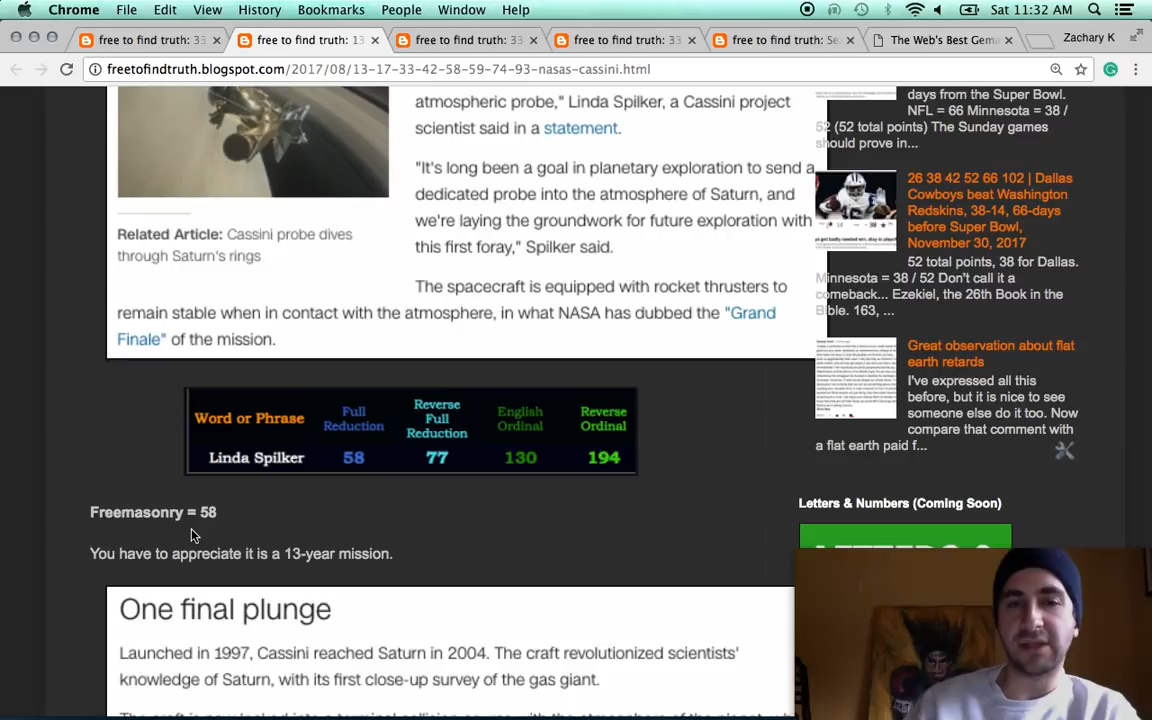 Chrome File Edit View History Bookmarks People Window Help Sat 11:32 AM
free to find truth: 33 free to find truth: 13 free to find truth: 33 free to find truth: 33 free to find truth: Se The Web's Best Gema Zachary K
freetofindtruth.blogspot.com/2017/08/13-17-33-42-58-59-74-93-nasas-cassini.html
atmospheric probe," Linda Spilker, a Cassini project
scientist said in a statement.
"It's long been a goal in planetary exploration to send a
dedicated probe into the atmosphere of Saturn, and
we're laying the groundwork for future exploration with
this first foray," Spilker said.
Related Article: Cassini probe dives
through Saturn's rings
The spacecraft is equipped with rocket thrusters to
remain stable when in contact with the atmosphere, in what NASA has dubbed the "Grand
Finale" of the mission.
Word or Phrase Full Reduction Reverse Full Reduction English Ordinal Reverse Ordinal
Linda Spilker 58 77 130 194
Freemasonry = 58
You have to appreciate it is a 13-year mission.
One final plunge
Launched in 1997, Cassini reached Saturn in 2004. The craft revolutionized scientists'
knowledge of Saturn, with its first close-up survey of the gas giant.
days from the Super Bowl.
NFL = 66 Minnesota = 38 /
52 (52 total points) The Sunday games
should prove in...
26 38 42 52 66 102 | Dallas
Cowboys beat Washington
Redskins, 38-14, 66-days
before Super Bowl,
November 30, 2017
52 total points, 38 for Dallas.
Minnesota = 38 / 52 Don't call it a
comeback... Ezekiel, the 26th Book in the
Bible. 163, ...
Great observation about flat
earth retards
I've expressed all this
before, but it is nice to see
someone else do it too. Now
compare that comment with
a flat earth paid f...
Letters & Numbers (Coming Soon)